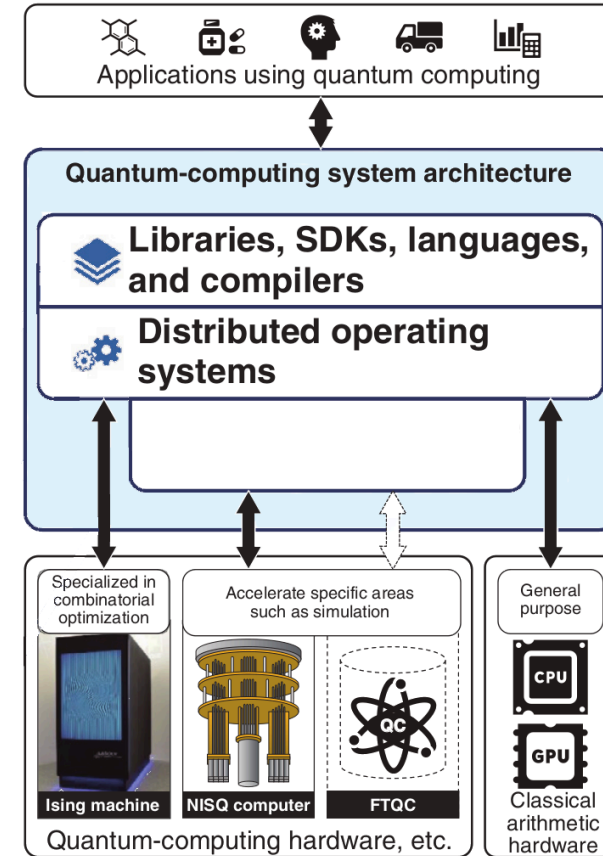 Applications using quantum computing
Quantum-computing system architecture
Libraries, SDKs, languages,
and compilers
Distributed operating
systems
Specialized in
combinatorial
optimization
Accelerate specific areas
such as simulation
General
purpose
CPU
QC
GPU
Ising machine
NISQ computer
FTQC
Classical
arithmetic
hardware
Quantum-computing hardware, etc.